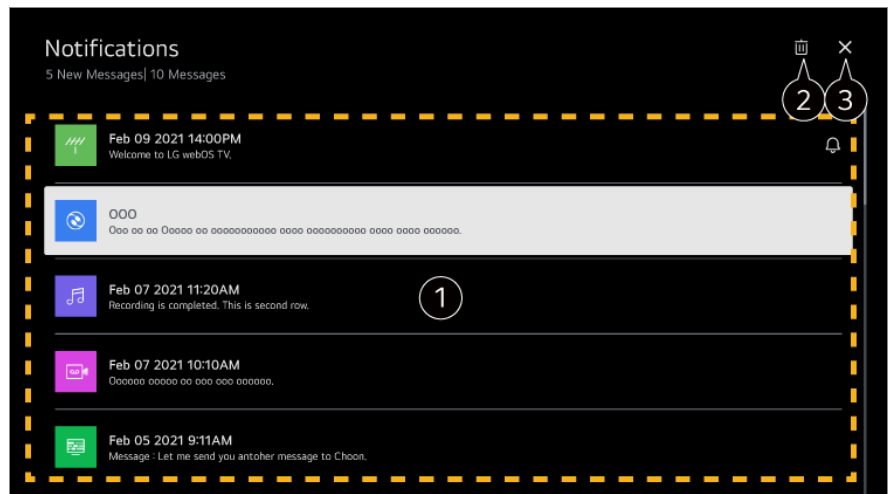 Notifications
5 New Messages| 10 Messages
2 3
Feb 09 2021 14:00PM
Welcome to LG webOS TV.
OOO
Ooo oo oo Ooooo oo ooooooooooo oooo oooooooooo oooo oooo oooooo.
Feb 07 2021 11:20AM
Recording is completed, This is second row.
1
Feb 07 2021 10:10AM
Oooooo ooooo oo ooo ooo oooooo,
Feb 05 2021 9:11AM
Message : Let me send you antoher message to Choon.